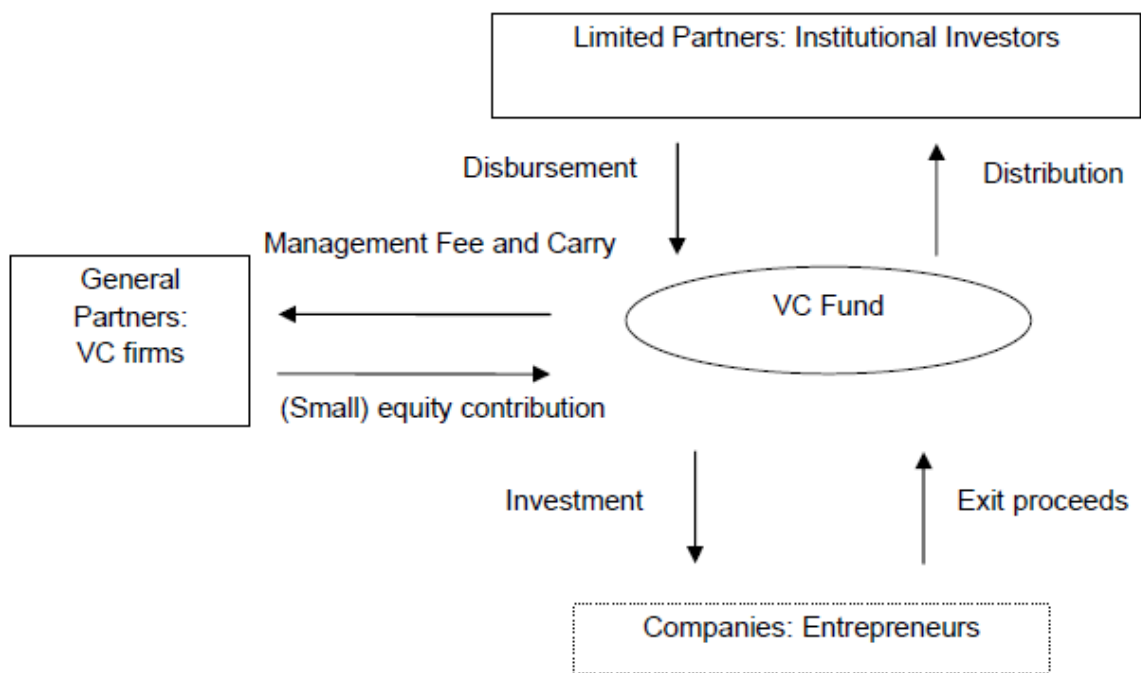 Limited Partners: Institutional Investors
Disbursement
Distribution
Management Fee and Carry
General
Partners:
VC firms
VC Fund
(Small) equity contribution
Investment
Exit proceeds
Companies: Entrepreneurs